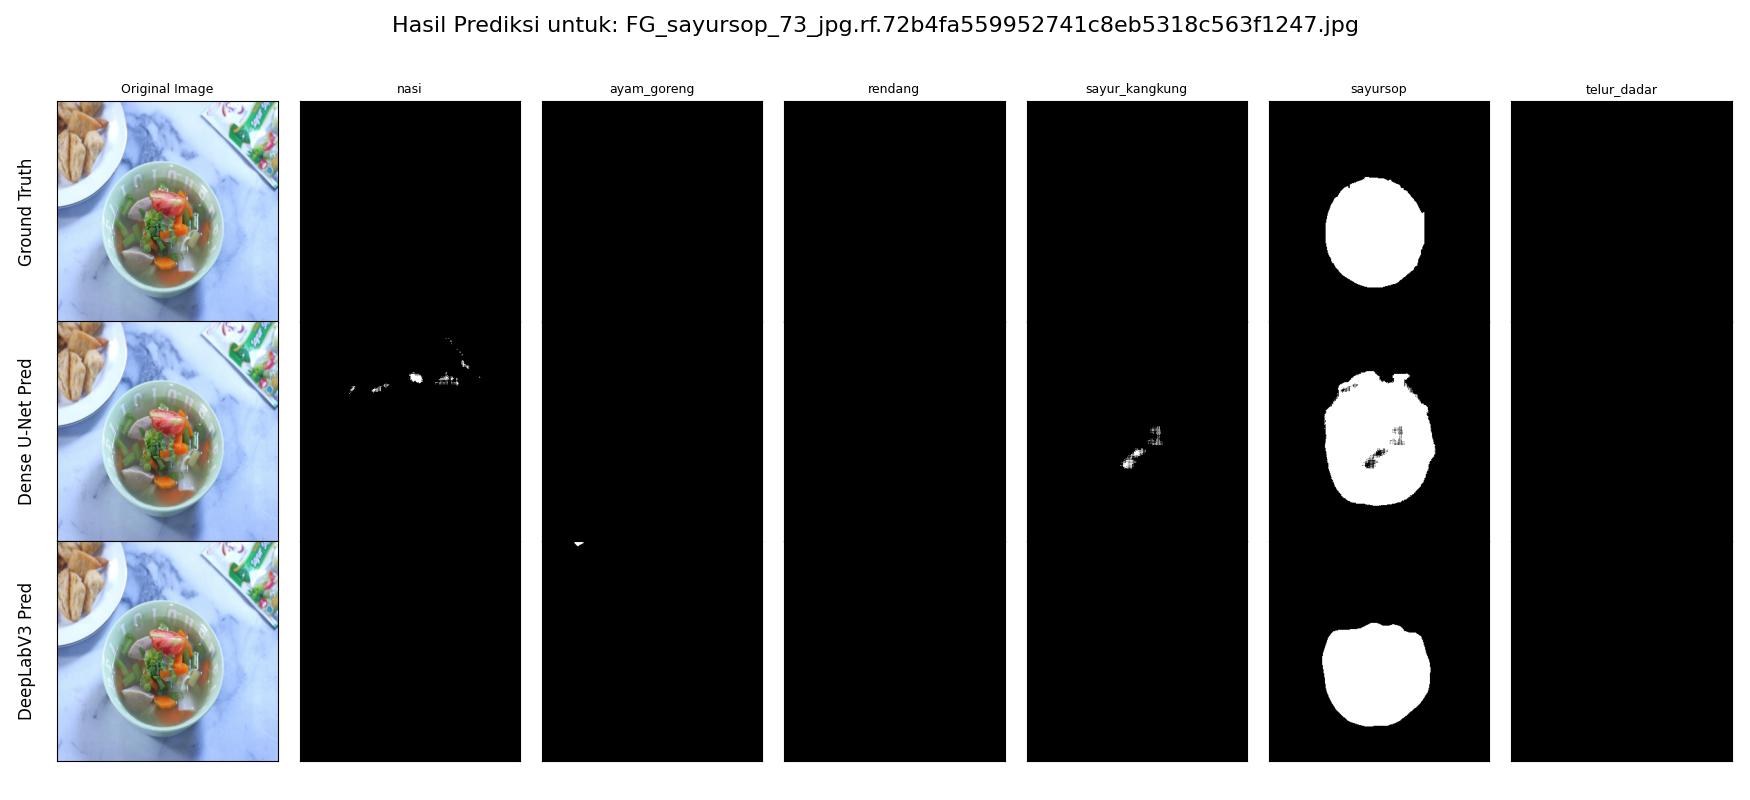 Hasil Prediksi untuk: FG_sayursop_73_jpg.rf.72b4fa559952741c8eb5318c563f1247.jpg
Original Image
nasi
ayam_goreng
rendang
sayur_kangkung
sayursop
telur_dadar
Ground Truth
Dense U-Net Pred
DeepLabV3 Pred